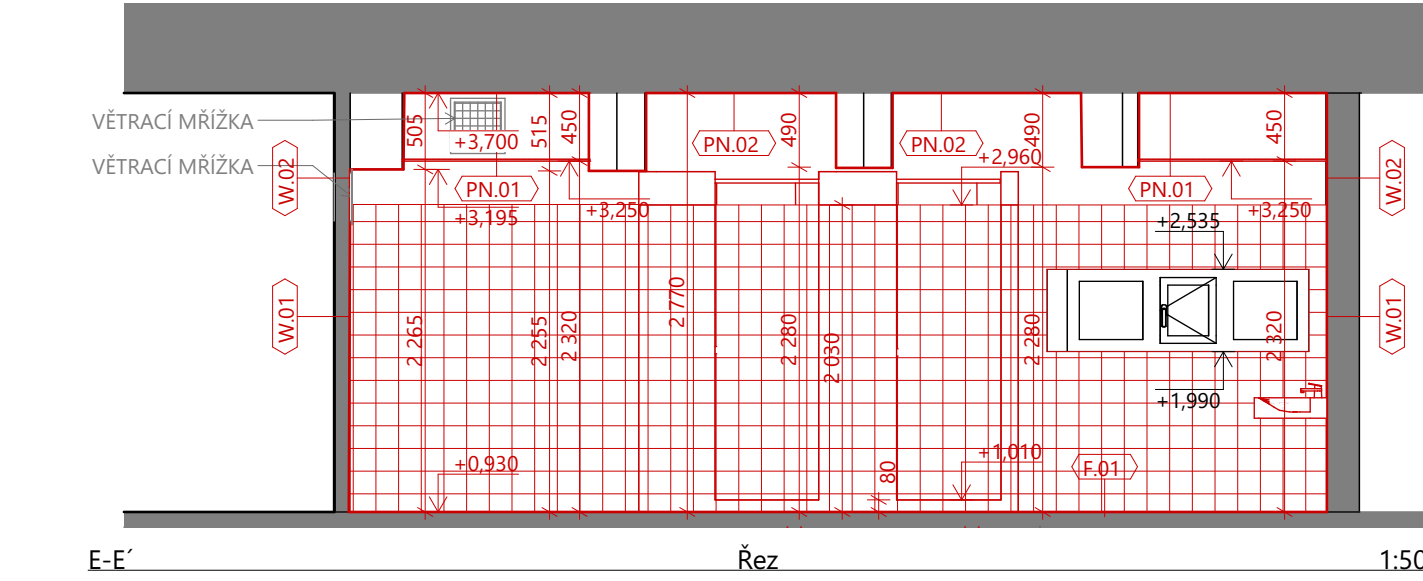 VĚTRACÍ MŘÍŽKA
VĚTRACÍ MŘÍŽKA
505
+3,700
515
450
PN.02
490
PN.02
490
+2,960
450
W.02
PN.01
+3,195
+3,250
PN.01
+3,250
W.02
+2,535
W.01
2 265
2 255
2 320
2 770
2 280
2 030
2 280
2 320
W.01
+1,990
+0,930
80
+1,010
F.01
E-E´
Řez
1:50